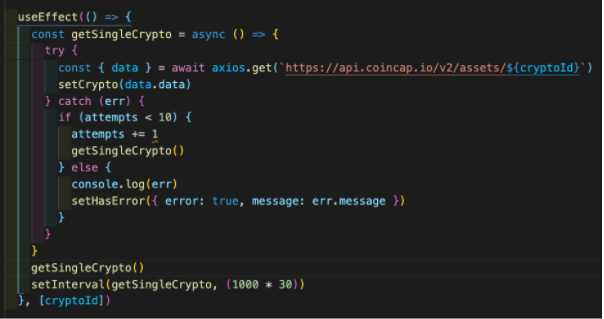 useEffect(() => {
const getSingleCrypto = async () => {
try {
const { data } = await axios.get(`https://api.coincap.io/v2/assets/${cryptoId}`)
setCrypto(data.data)
} catch (err) {
if (attempts < 10) {
attempts += 1
getSingleCrypto()
} else {
console.log(err)
setHasError({ error: true, message: err.message })
}
}
}
getSingleCrypto()
setInterval(getSingleCrypto, (1000 * 30))
}, [cryptoId])